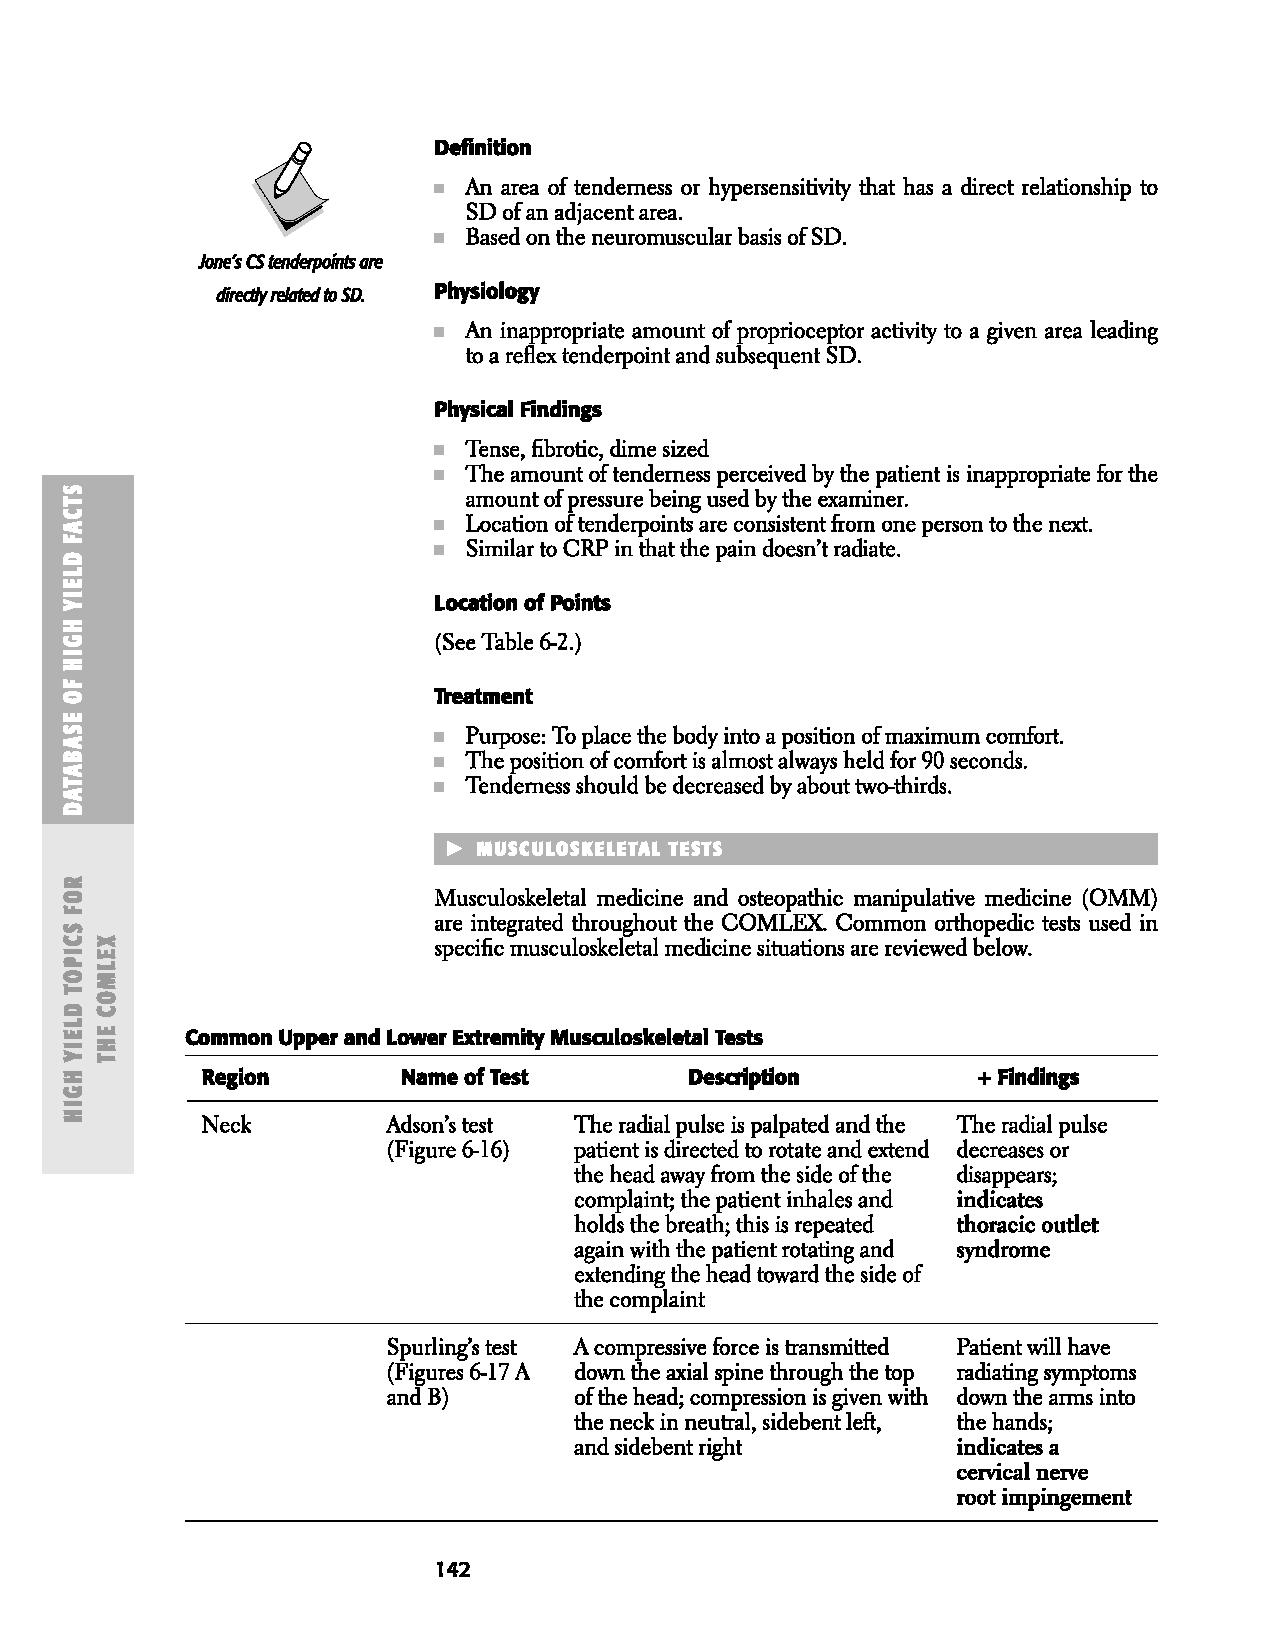 Definition
An area of tenderness or hypersensitivity that has a direct relationship to
SD of an adjacent area.
Based on the neuromuscular basis of SD.
Jone's CS tenderpoints are
directly related to SD.
Physiology
An inappropriate amount of proprioceptor activity to a given area leading
to a reflex tenderpoint and subsequent SD.
Physical Findings
Tense, fibrotic, dime sized
The amount of tenderness perceived by the patient is inappropriate for the
amount of pressure being used by the examiner.
Location of tenderpoints are consistent from one person to the next.
Similar to CRP in that the pain doesn't radiate.
Location of Points
(See Table 6-2.)
Treatment
Purpose: To place the body into a position of maximum comfort.
The position of comfort is almost always held for 90 seconds.
Tenderness should be decreased by about two-thirds.
MUSCULOSKELETAL TESTS
Musculoskeletal medicine and osteopathic manipulative medicine (OMM)
are integrated throughout the COMLEX. Common orthopedic tests used in
specific musculoskeletal medicine situations are reviewed below.
Common Upper and Lower Extremity Musculoskeletal Tests
Region Name of Test Description + Findings
Neck Adson's test The radial pulse is palpated and the The radial pulse
(Figure 6-16) patient is directed to rotate and extend decreases or
the head away from the side of the disappears;
complaint; the patient inhales and indicates
holds the breath; this is repeated thoracic outlet
again with the patient rotating and syndrome
extending the head toward the side of
the complaint
Spurling's test A compressive force is transmitted Patient will have
(Figures 6-17 A down the axial spine through the top radiating symptoms
and B) of the head; compression is given with down the arms into
the neck in neutral, sidebent left, the hands;
and sidebent right indicates a
cervical nerve
root impingement
142
DATABASE OF HIGH YIELD FACTS
HIGH YIELD TOPICS FOR
THE COMLEX